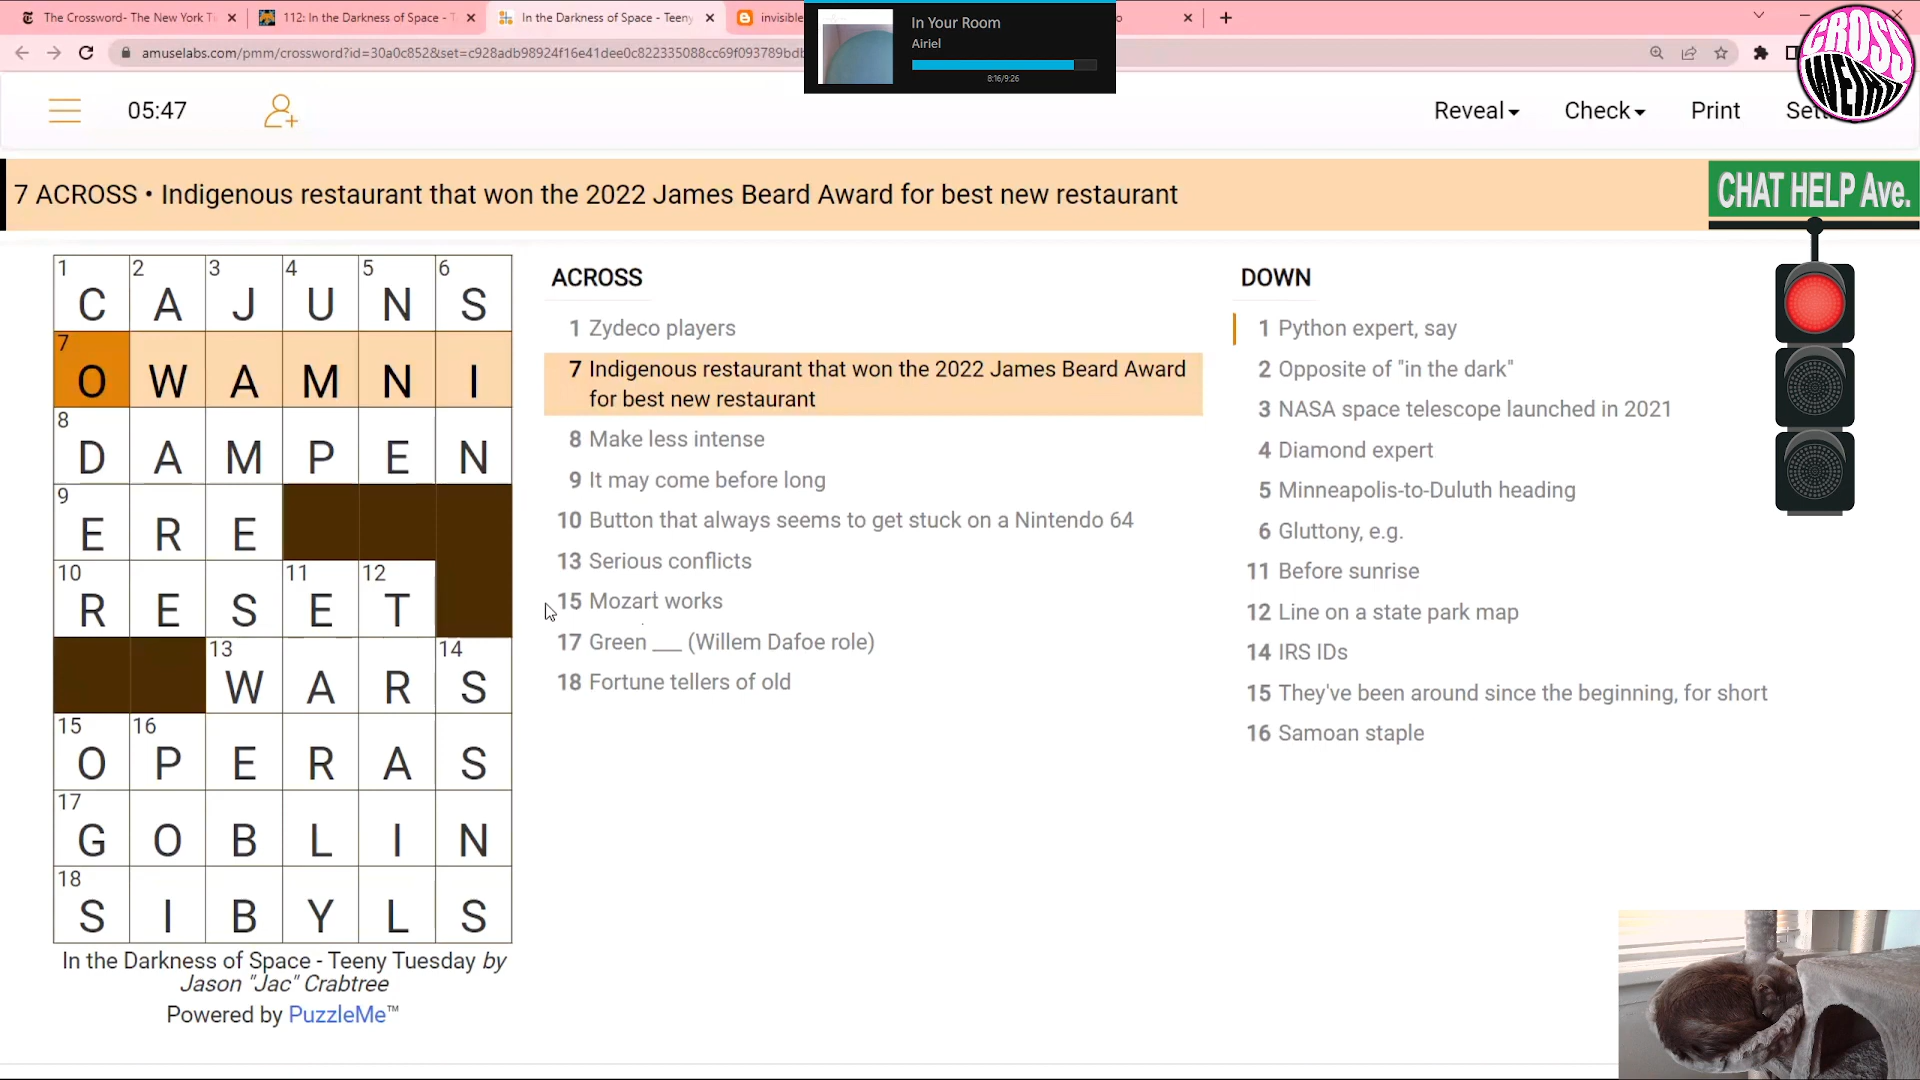 The Crossword- The New York Ti
112: In the Darkness of Space - T
In the Darkness of Space - Teeny
invisible
In Your Room
Airiel
8:16/9:26
amuselabs.com/pmm/crossword?id=30a0c852&set=c928adb98924f16e41dee0c822335088cc69f093789bdb
CROSS
WEIRD
05:47
Reveal
Check
Print
Sett
7 ACROSS • Indigenous restaurant that won the 2022 James Beard Award for best new restaurant
CHAT HELP Ave.
1 2 3 4 5 6
C A J U N S
7
O W A M N I
8
D A M P E N
9
E R E
10 11 12
R E S E T
13 14
W A R S
15 16
O P E R A S
17
G O B L I N
18
S I B Y L S
In the Darkness of Space - Teeny Tuesday by
Jason "Jac" Crabtree
Powered by PuzzleMe™
ACROSS
1 Zydeco players
7 Indigenous restaurant that won the 2022 James Beard Award
for best new restaurant
8 Make less intense
9 It may come before long
10 Button that always seems to get stuck on a Nintendo 64
13 Serious conflicts
15 Mozart works
17 Green ___ (Willem Dafoe role)
18 Fortune tellers of old
DOWN
1 Python expert, say
2 Opposite of "in the dark"
3 NASA space telescope launched in 2021
4 Diamond expert
5 Minneapolis-to-Duluth heading
6 Gluttony, e.g.
11 Before sunrise
12 Line on a state park map
14 IRS IDs
15 They've been around since the beginning, for short
16 Samoan staple